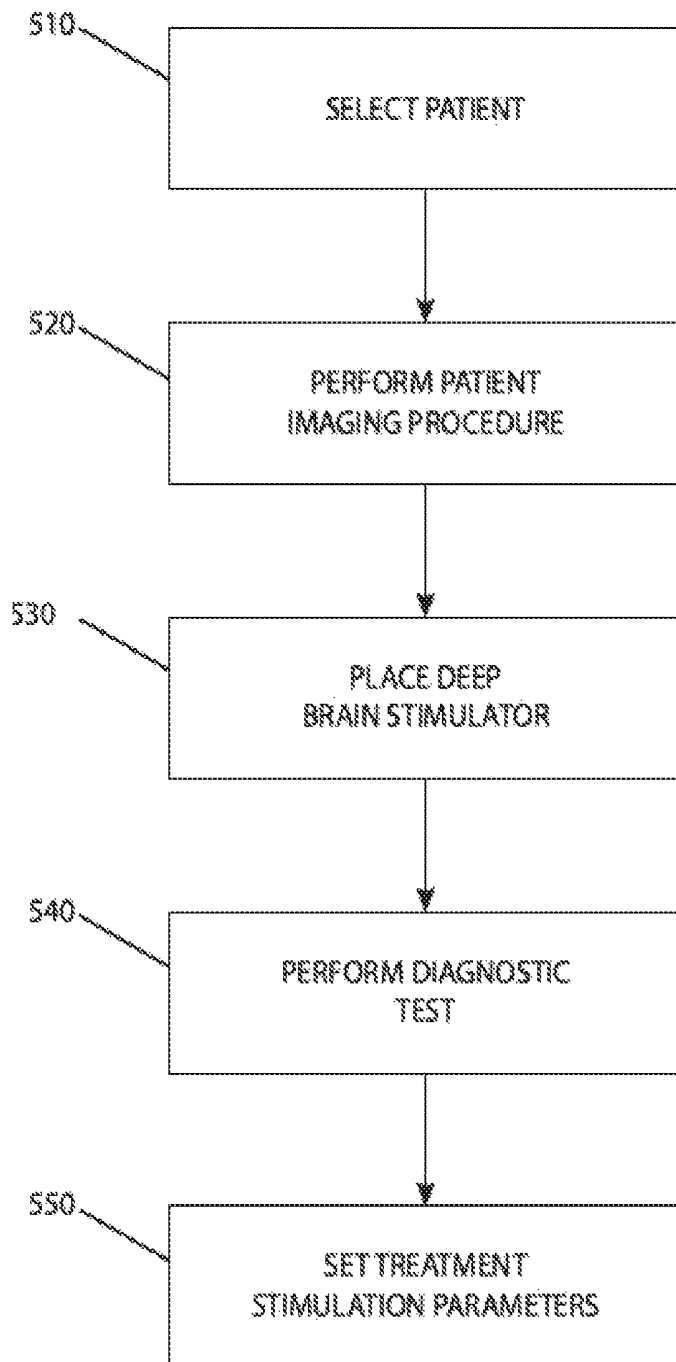 510
SELECT PATIENT
520
PERFORM PATIENT
IMAGING PROCEDURE
530
PLACE DEEP
BRAIN STIMULATOR
540
PERFORM DIAGNOSTIC
TEST
550
SET TREATMENT
STIMULATION PARAMETERS